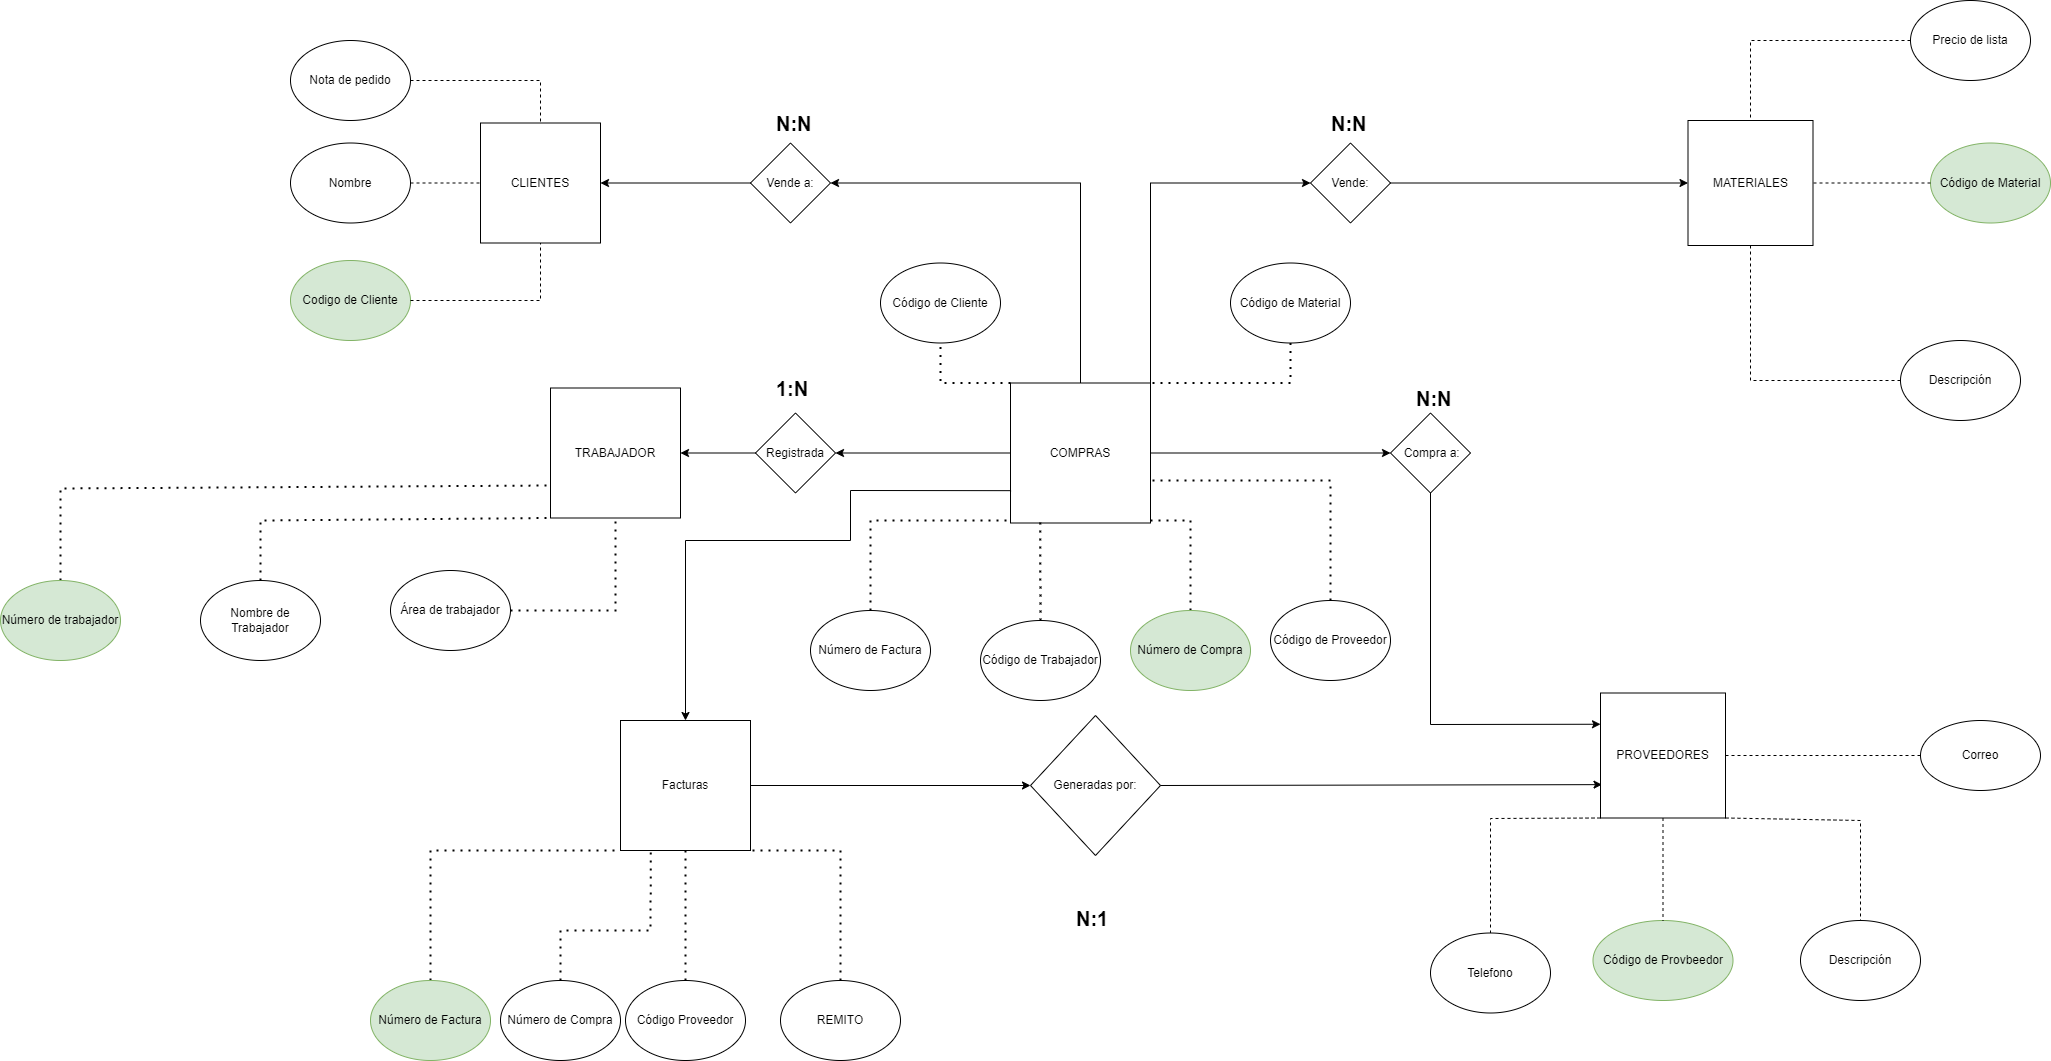 Precio de lista
Nota de pedido
N:N
N:N
Nombre
CLIENTES
Vende a:
Vende:
MATERIALES
Código de Material
Codigo de Cliente
Código de Cliente
Código de Material
Descripción
1:N
N:N
TRABAJADOR
Registrada
COMPRAS
Compra a:
Número de trabajador
Nombre de
Trabajador
Área de trabajador
Número de Factura
Código de Trabajador
Número de Compra
Código de Proveedor
Facturas
Generadas por:
PROVEEDORES
Correo
N:1
Telefono
Código de Provbeedor
Descripción
Número de Factura
Número de Compra
Código Proveedor
REMITO